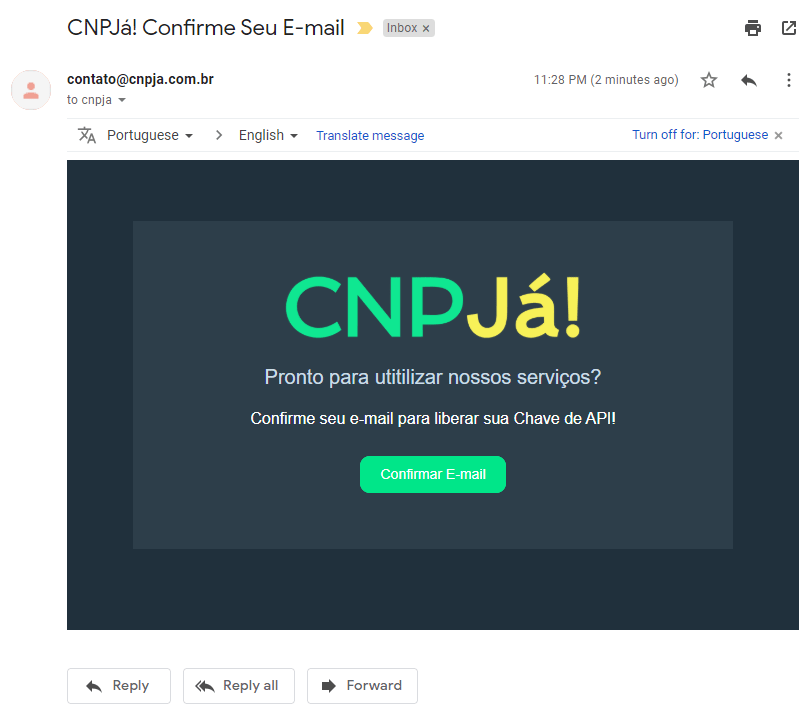 CNPJá! Confirme Seu E-mail Inbox ×
contato@cnpja.com.br 11:28 PM (2 minutes ago)
to cnpja
Portuguese > English Translate message Turn off for: Portuguese ×
CNPJá!
Pronto para utitilizar nossos serviços?
Confirme seu e-mail para liberar sua Chave de API!
Confirmar E-mail
Reply Reply all Forward